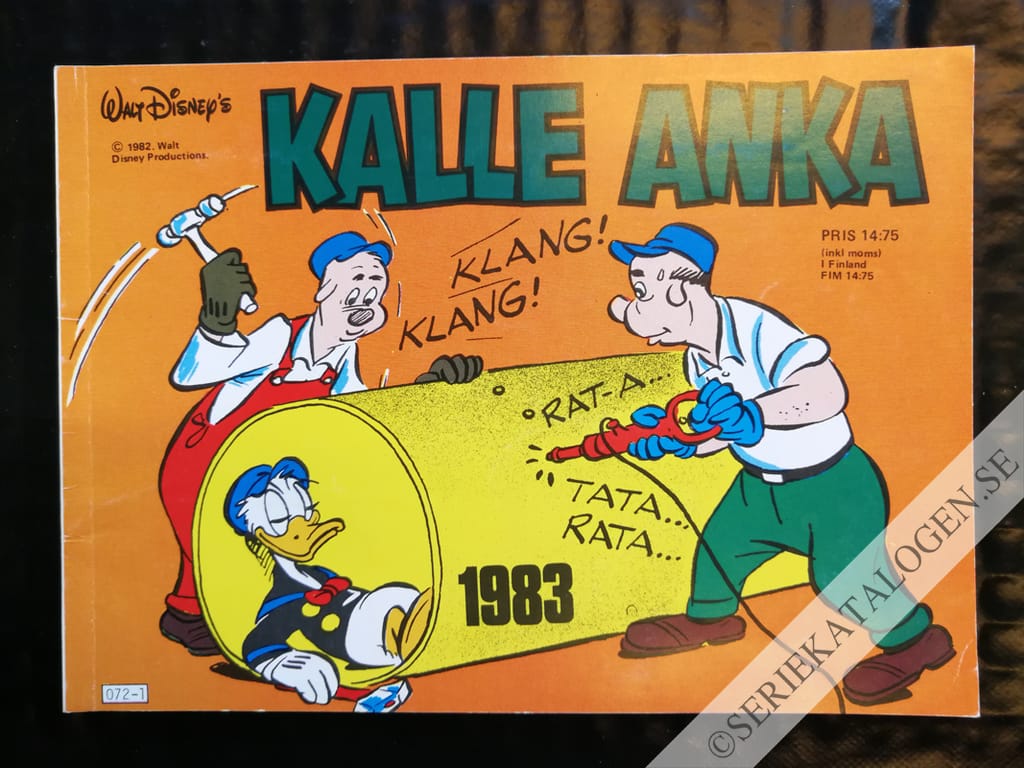 WALT DISNEY'S
KALLE ANKA
© 1982. Walt
Disney Productions.
PRIS 14:75
(inkl moms)
I Finland
FIM 14:75
KLANG!
KLANG!
RAT-A...
TATA...
RATA...
1983
072-1
©SERIEKATALOGEN.SE